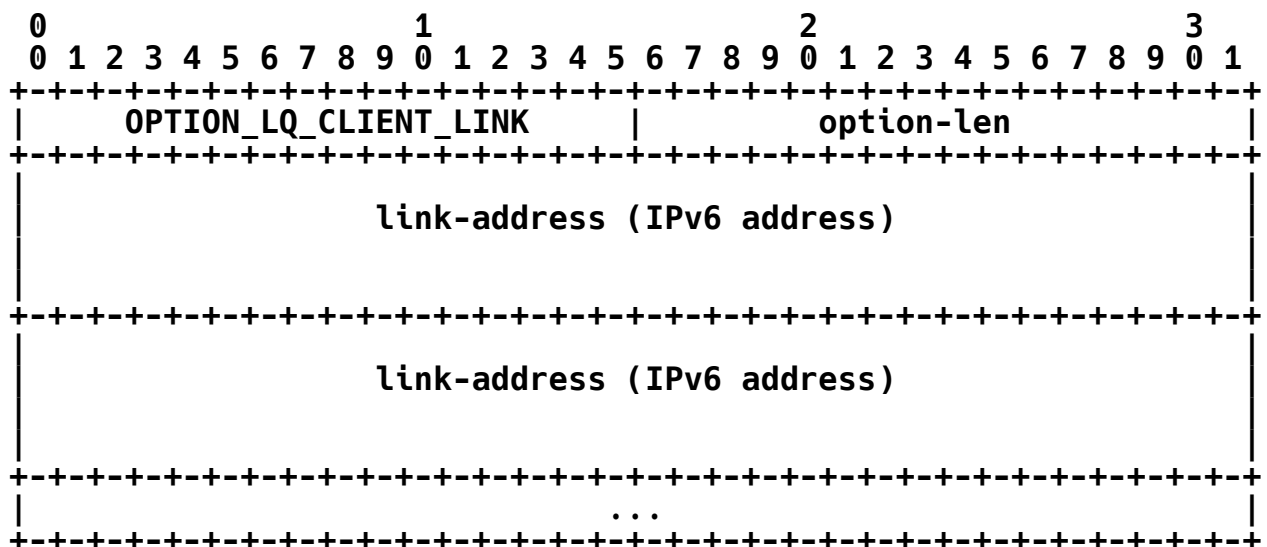 0                   1                   2                   3
 0 1 2 3 4 5 6 7 8 9 0 1 2 3 4 5 6 7 8 9 0 1 2 3 4 5 6 7 8 9 0 1
+-+-+-+-+-+-+-+-+-+-+-+-+-+-+-+-+-+-+-+-+-+-+-+-+-+-+-+-+-+-+-+-+
|     OPTION_LQ_CLIENT_LINK     |         option-len            |
+-+-+-+-+-+-+-+-+-+-+-+-+-+-+-+-+-+-+-+-+-+-+-+-+-+-+-+-+-+-+-+-+
|                                                               |
|                  link-address (IPv6 address)                  |
|                                                               |
|                                                               |
+-+-+-+-+-+-+-+-+-+-+-+-+-+-+-+-+-+-+-+-+-+-+-+-+-+-+-+-+-+-+-+-+
|                                                               |
|                  link-address (IPv6 address)                  |
|                                                               |
|                                                               |
+-+-+-+-+-+-+-+-+-+-+-+-+-+-+-+-+-+-+-+-+-+-+-+-+-+-+-+-+-+-+-+-+
|                              ...                              |
+-+-+-+-+-+-+-+-+-+-+-+-+-+-+-+-+-+-+-+-+-+-+-+-+-+-+-+-+-+-+-+-+